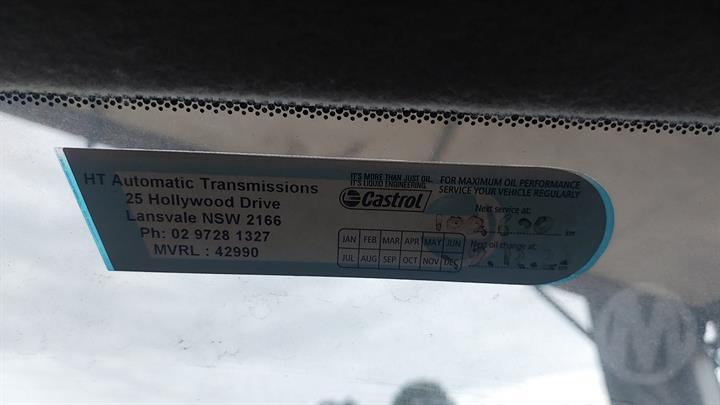 HT Automatic Transmissions
25 Hollywood Drive
Lansvale NSW 2166
Ph: 02 9728 1327
MVRL : 42990
IT'S MORE THAN JUST OIL.
IT'S LIQUID ENGINEERING.
Castrol
FOR MAXIMUM OIL PERFORMANCE
SERVICE YOUR VEHICLE REGULARLY
Next service at:
km
Next oil change at:
JAN FEB MAR APR MAY JUN
JUL AUG SEP OCT NOV DEC
M